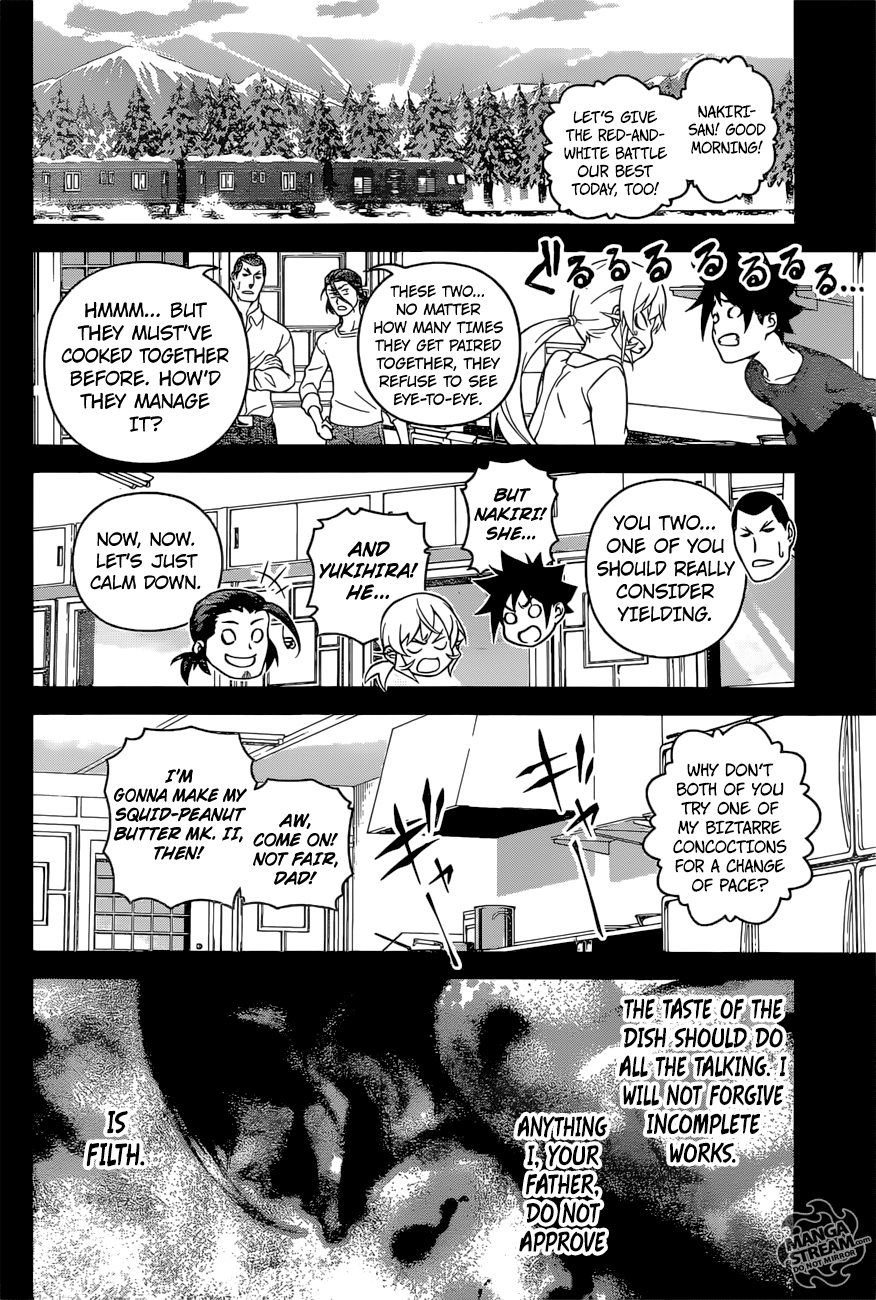 NAKIRI-
SAN! GOOD
MORNING!
LET'S GIVE
THE RED-AND-
WHITE BATTLE
OUR BEST
TODAY, TOO!
ぐるるるるるるる...
THESE TWO...
NO MATTER
HOW MANY TIMES
THEY GET PAIRED
TOGETHER, THEY
REFUSE TO SEE
EYE-TO-EYE.
HMMM... BUT
THEY MUST'VE
COOKED TOGETHER
BEFORE. HOW'D
THEY MANAGE
IT?
YOU TWO...
ONE OF YOU
SHOULD REALLY
CONSIDER
YIELDING.
BUT
NAKIRI!
SHE...
AND
YUKIHIRA!
HE...
NOW, NOW.
LET'S JUST
CALM DOWN.
WHY DON'T
BOTH OF YOU
TRY ONE OF
MY BIZTARRE
CONCOCTIONS
FOR A CHANGE
OF PACE?
AW,
COME ON!
NOT FAIR,
DAD!
I'M
GONNA MAKE MY
SQUID-PEANUT
BUTTER MK. II,
THEN!
THE TASTE OF THE
DISH SHOULD DO
ALL THE TALKING. I
WILL NOT FORGIVE
INCOMPLETE
WORKS.
ANYTHING
I, YOUR
FATHER,
DO NOT
APPROVE
IS
FILTH.
MANGA
STREAM.COM
DO NOT MIRROR